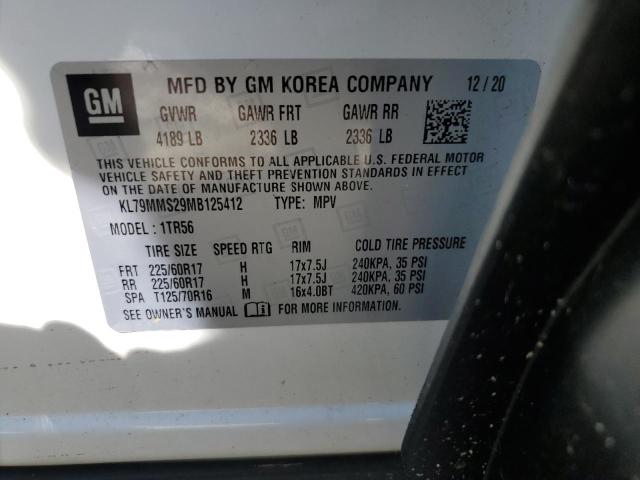 GM
MFD BY GM KOREA COMPANY 12/20
GVWR GAWR FRT GAWR RR
4189 LB 2336 LB 2336 LB
THIS VEHICLE CONFORMS TO ALL APPLICABLE U.S. FEDERAL MOTOR
VEHICLE SAFETY AND THEFT PREVENTION STANDARDS IN EFFECT
ON THE DATE OF MANUFACTURE SHOWN ABOVE.
KL79MMS29MB125412 TYPE: MPV
MODEL: 1TR56
TIRE SIZE SPEED RTG RIM COLD TIRE PRESSURE
FRT 225/60R17 H 17x7.5J 240KPA, 35 PSI
RR 225/60R17 H 17x7.5J 240KPA, 35 PSI
SPA T125/70R16 M 16x4.0BT 420KPA, 60 PSI
SEE OWNER'S MANUAL FOR MORE INFORMATION